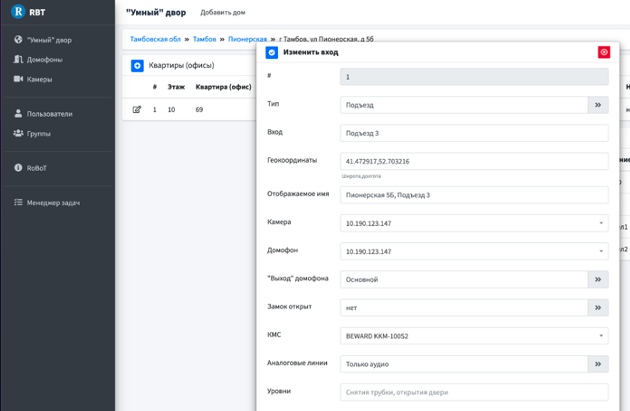 RBT
"Умный" двор
Домофоны
Камеры
Пользователи
Группы
RoBoT
Менеджер задач
"Умный" двор
Добавить дом
Тамбовская обл » Тамбов » Пионерская » г Тамбов, ул Пионерская, д 5б
Квартиры (офисы)
# Этаж Квартира (офис)
1 10 69
Изменить вход
# 1
Тип Подъезд
Вход Подъезд 3
Геокоординаты 41.472917,52.703216
Широта,долгота
Отображаемое имя Пионерская 5Б, Подъезд 3
Камера 10.190.123.147
Домофон 10.190.123.147
"Выход" домофона Основной
Замок открыт нет
КМС BEWARD KKM-100S2
Аналоговые линии Только аудио
Уровни Снятия трубки, открытия двери